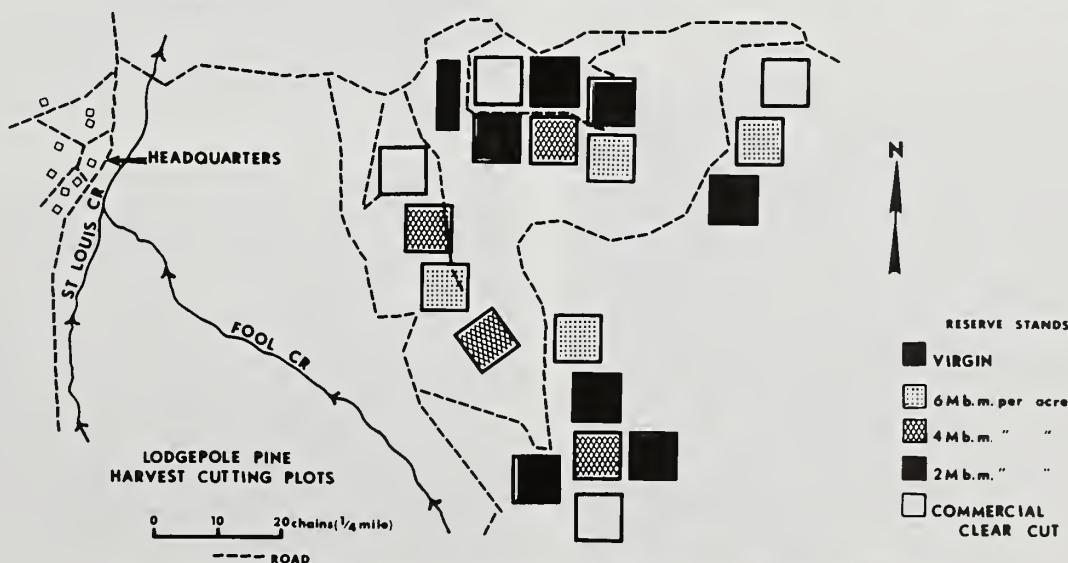 N
HEADQUARTERS
ST LOUIS CR
FOOL CR
RESERVE STANDS
VIRGIN
6 M b.m. per acre
4 M b.m. " "
2 M b.m. " "
COMMERCIAL
CLEAR CUT
LODGEPOLE PINE
HARVEST CUTTING PLOTS
0 10 20 chains (1/4 mile)
---- ROAD